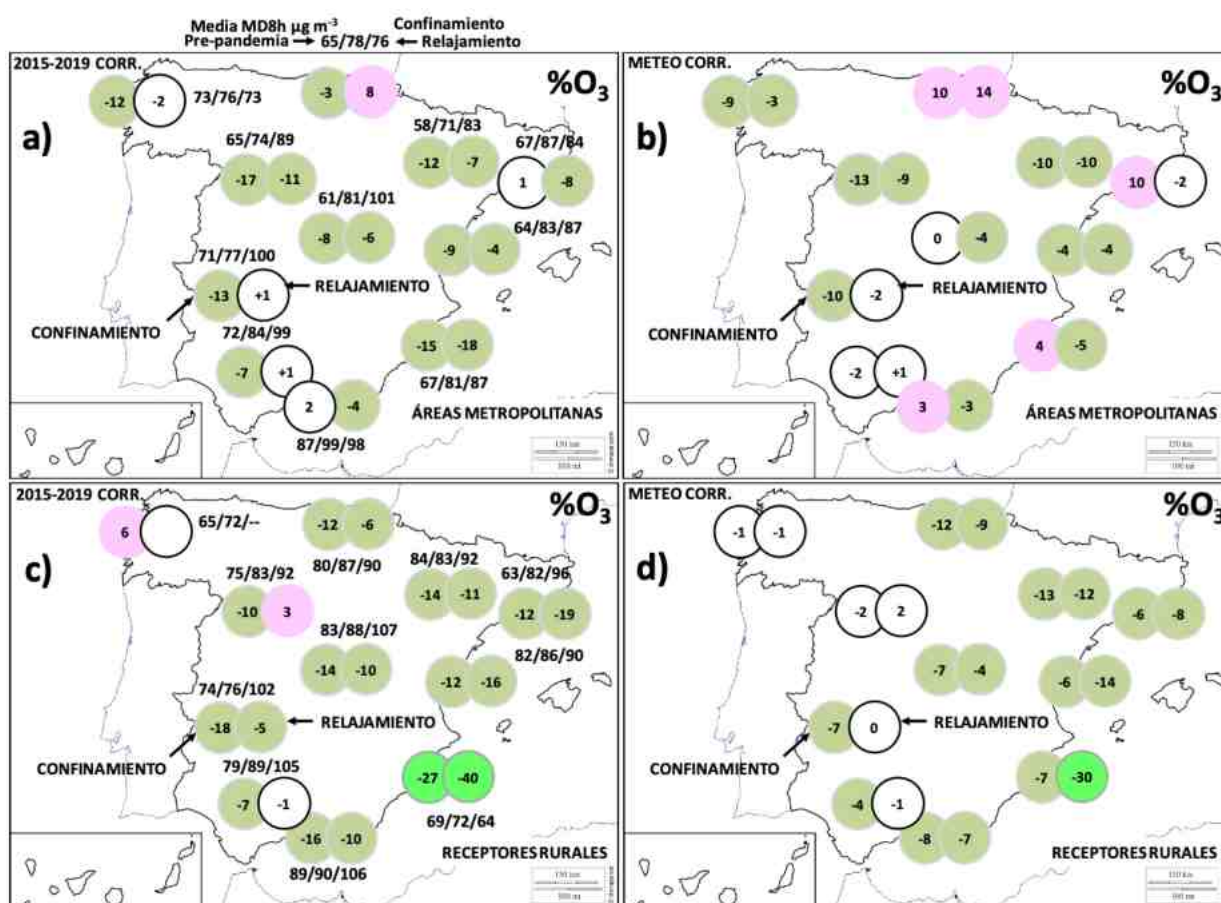 Media MD8h µg m⁻³ Confinamiento
Pre-pandemia → 65/78/76 ← Relajamiento
2015-2019 CORR.
%O₃
a)
-12 -2 73/76/73
-3 8
65/74/89
-17 -11
58/71/83
-12 -7
67/87/84
1 -8
61/81/101
-8 -6
64/83/87
-9 -4
71/77/100
-13 +1
RELAJAMIENTO
CONFINAMIENTO
72/84/99
-7 +1
-15 -18
67/81/87
2 -4
87/99/98
ÁREAS METROPOLITANAS
METEO CORR.
%O₃
b)
-9 -3
10 14
-13 -9
-10 -10
10 -2
0 -4
-4 -4
-10 -2
RELAJAMIENTO
CONFINAMIENTO
-2 +1
4 -5
3 -3
ÁREAS METROPOLITANAS
2015-2019 CORR.
%O₃
c)
6 65/72/--
-12 -6
80/87/90
75/83/92
-10 3
84/83/92
-14 -11
63/82/96
-12 -19
83/88/107
-14 -10
82/86/90
-12 -16
74/76/102
-18 -5
RELAJAMIENTO
CONFINAMIENTO
79/89/105
-7 -1
-27 -40
69/72/64
-16 -10
89/90/106
RECEPTORES RURALES
METEO CORR.
%O₃
d)
-1 -1
-12 -9
-2 2
-13 -12
-6 -8
-7 -4
-6 -14
-7 0
RELAJAMIENTO
CONFINAMIENTO
-4 -1
-7 -30
-8 -7
RECEPTORES RURALES